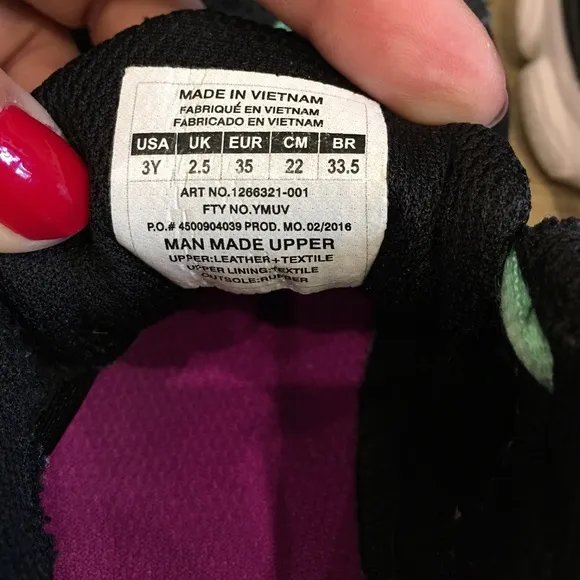 MADE IN VIETNAM
FABRIQUÉ EN VIETNAM
FABRICADO EN VIETNAM
USA UK EUR CM BR
3Y 2.5 35 22 33.5
ART NO.1266321-001
FTY NO.YMUV
P.O.# 4500904039 PROD. MO.02/2016
MAN MADE UPPER
UPPER:LEATHER+TEXTILE
UPPER LINING:TEXTILE
OUTSOLE:RUBBER